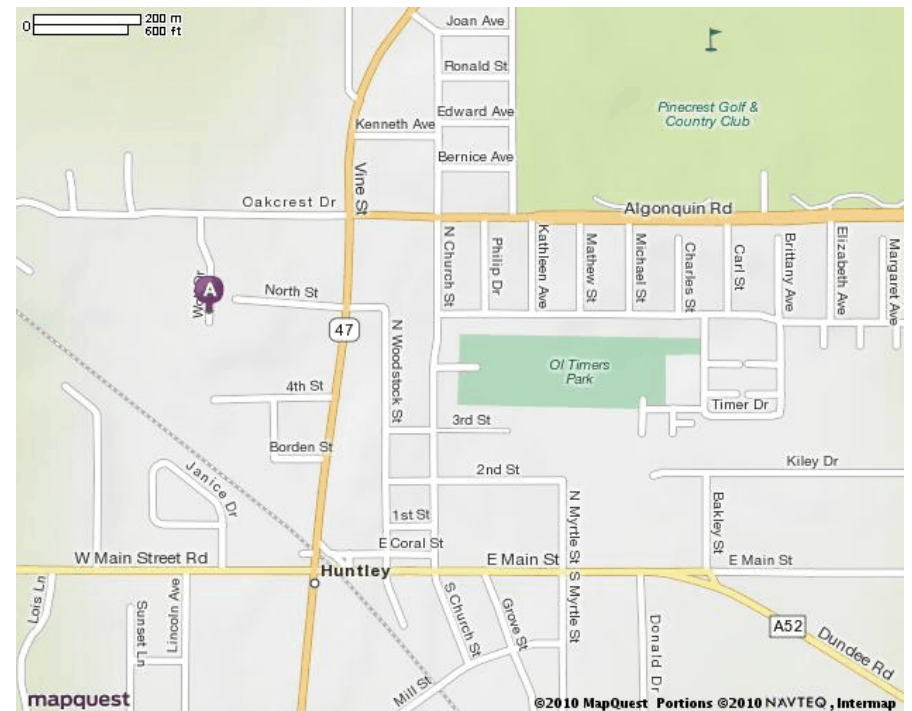 0
200 m
600 ft
Joan Ave
Ronald St
Edward Ave
Kenneth Ave
Bernice Ave
Pinecrest Golf &
Country Club
Vine St
Oakcrest Dr
Algonquin Rd
N Church St
Philip Dr
Kathleen Ave
Mathew St
Michael St
Charles St
Carl St
Brittany Ave
Elizabeth Ave
Margaret Ave
A
North St
47
N Woodstock St
Ol Timers
Park
4th St
Timer Dr
3rd St
Borden St
2nd St
Kiley Dr
Janice Dr
N Myrtle St
Bakley St
1st St
E Coral St
W Main Street Rd
E Main St
E Main St
Huntley
Lois Ln
Sunset Ln
Lincoln Ave
S Church St
Grove St
S Myrtle St
Donald Dr
A52
Dundee Rd
Mill St
mapquest
©2010 MapQuest Portions ©2010 NAVTEQ, Intermap